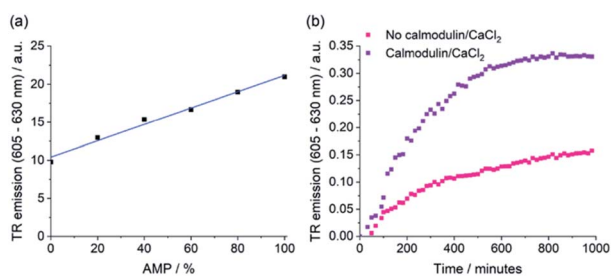 (a)
TR emission (605 - 630 nm) / a.u.
25
20
15
10
5
0
0 20 40 60 80 100
AMP / %
(b)
No calmodulin/CaCl₂
Calmodulin/CaCl₂
TR emission (605 - 630 nm) / a.u.
0.35
0.30
0.25
0.20
0.15
0.10
0.05
0.00
0 200 400 600 800 1000
Time / minutes